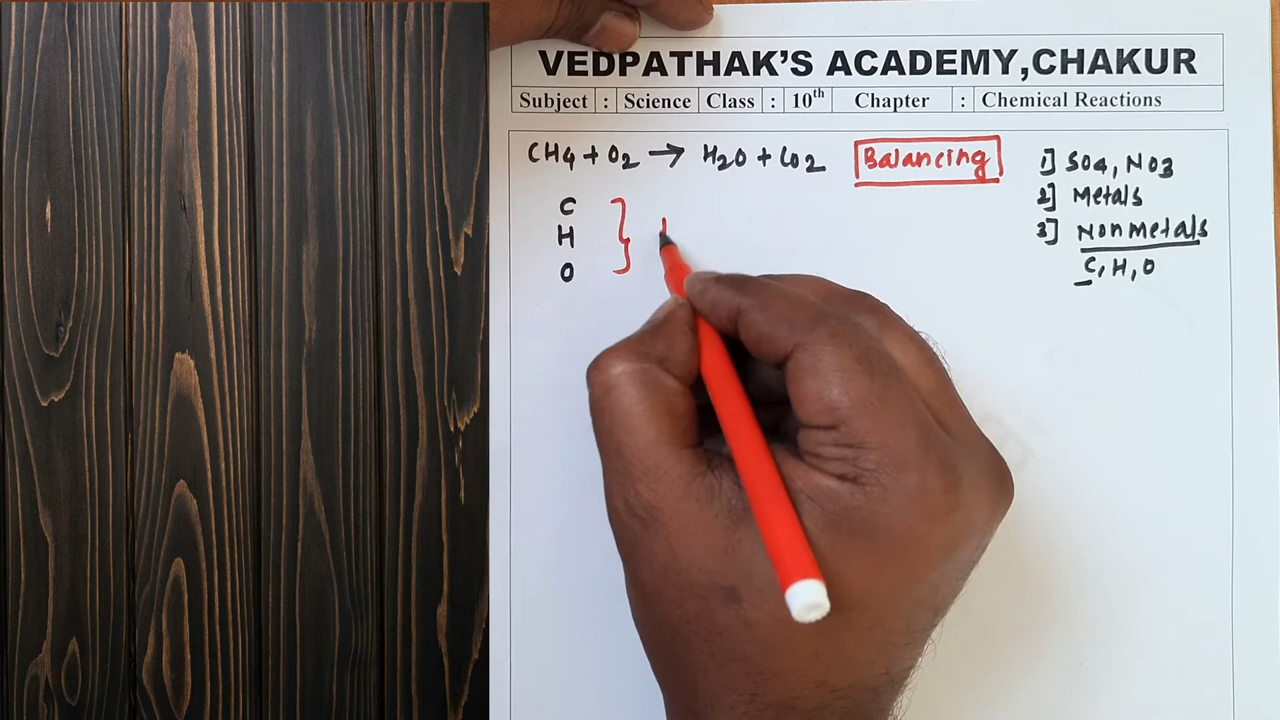 VEDPATHAK'S ACADEMY,CHAKUR
Subject : Science Class : 10th Chapter : Chemical Reactions
CH4 + O2 → H2O + CO2 Balancing
C
H
O
1] SO4, NO3
2] Metals
3] Nonmetals
C, H, O